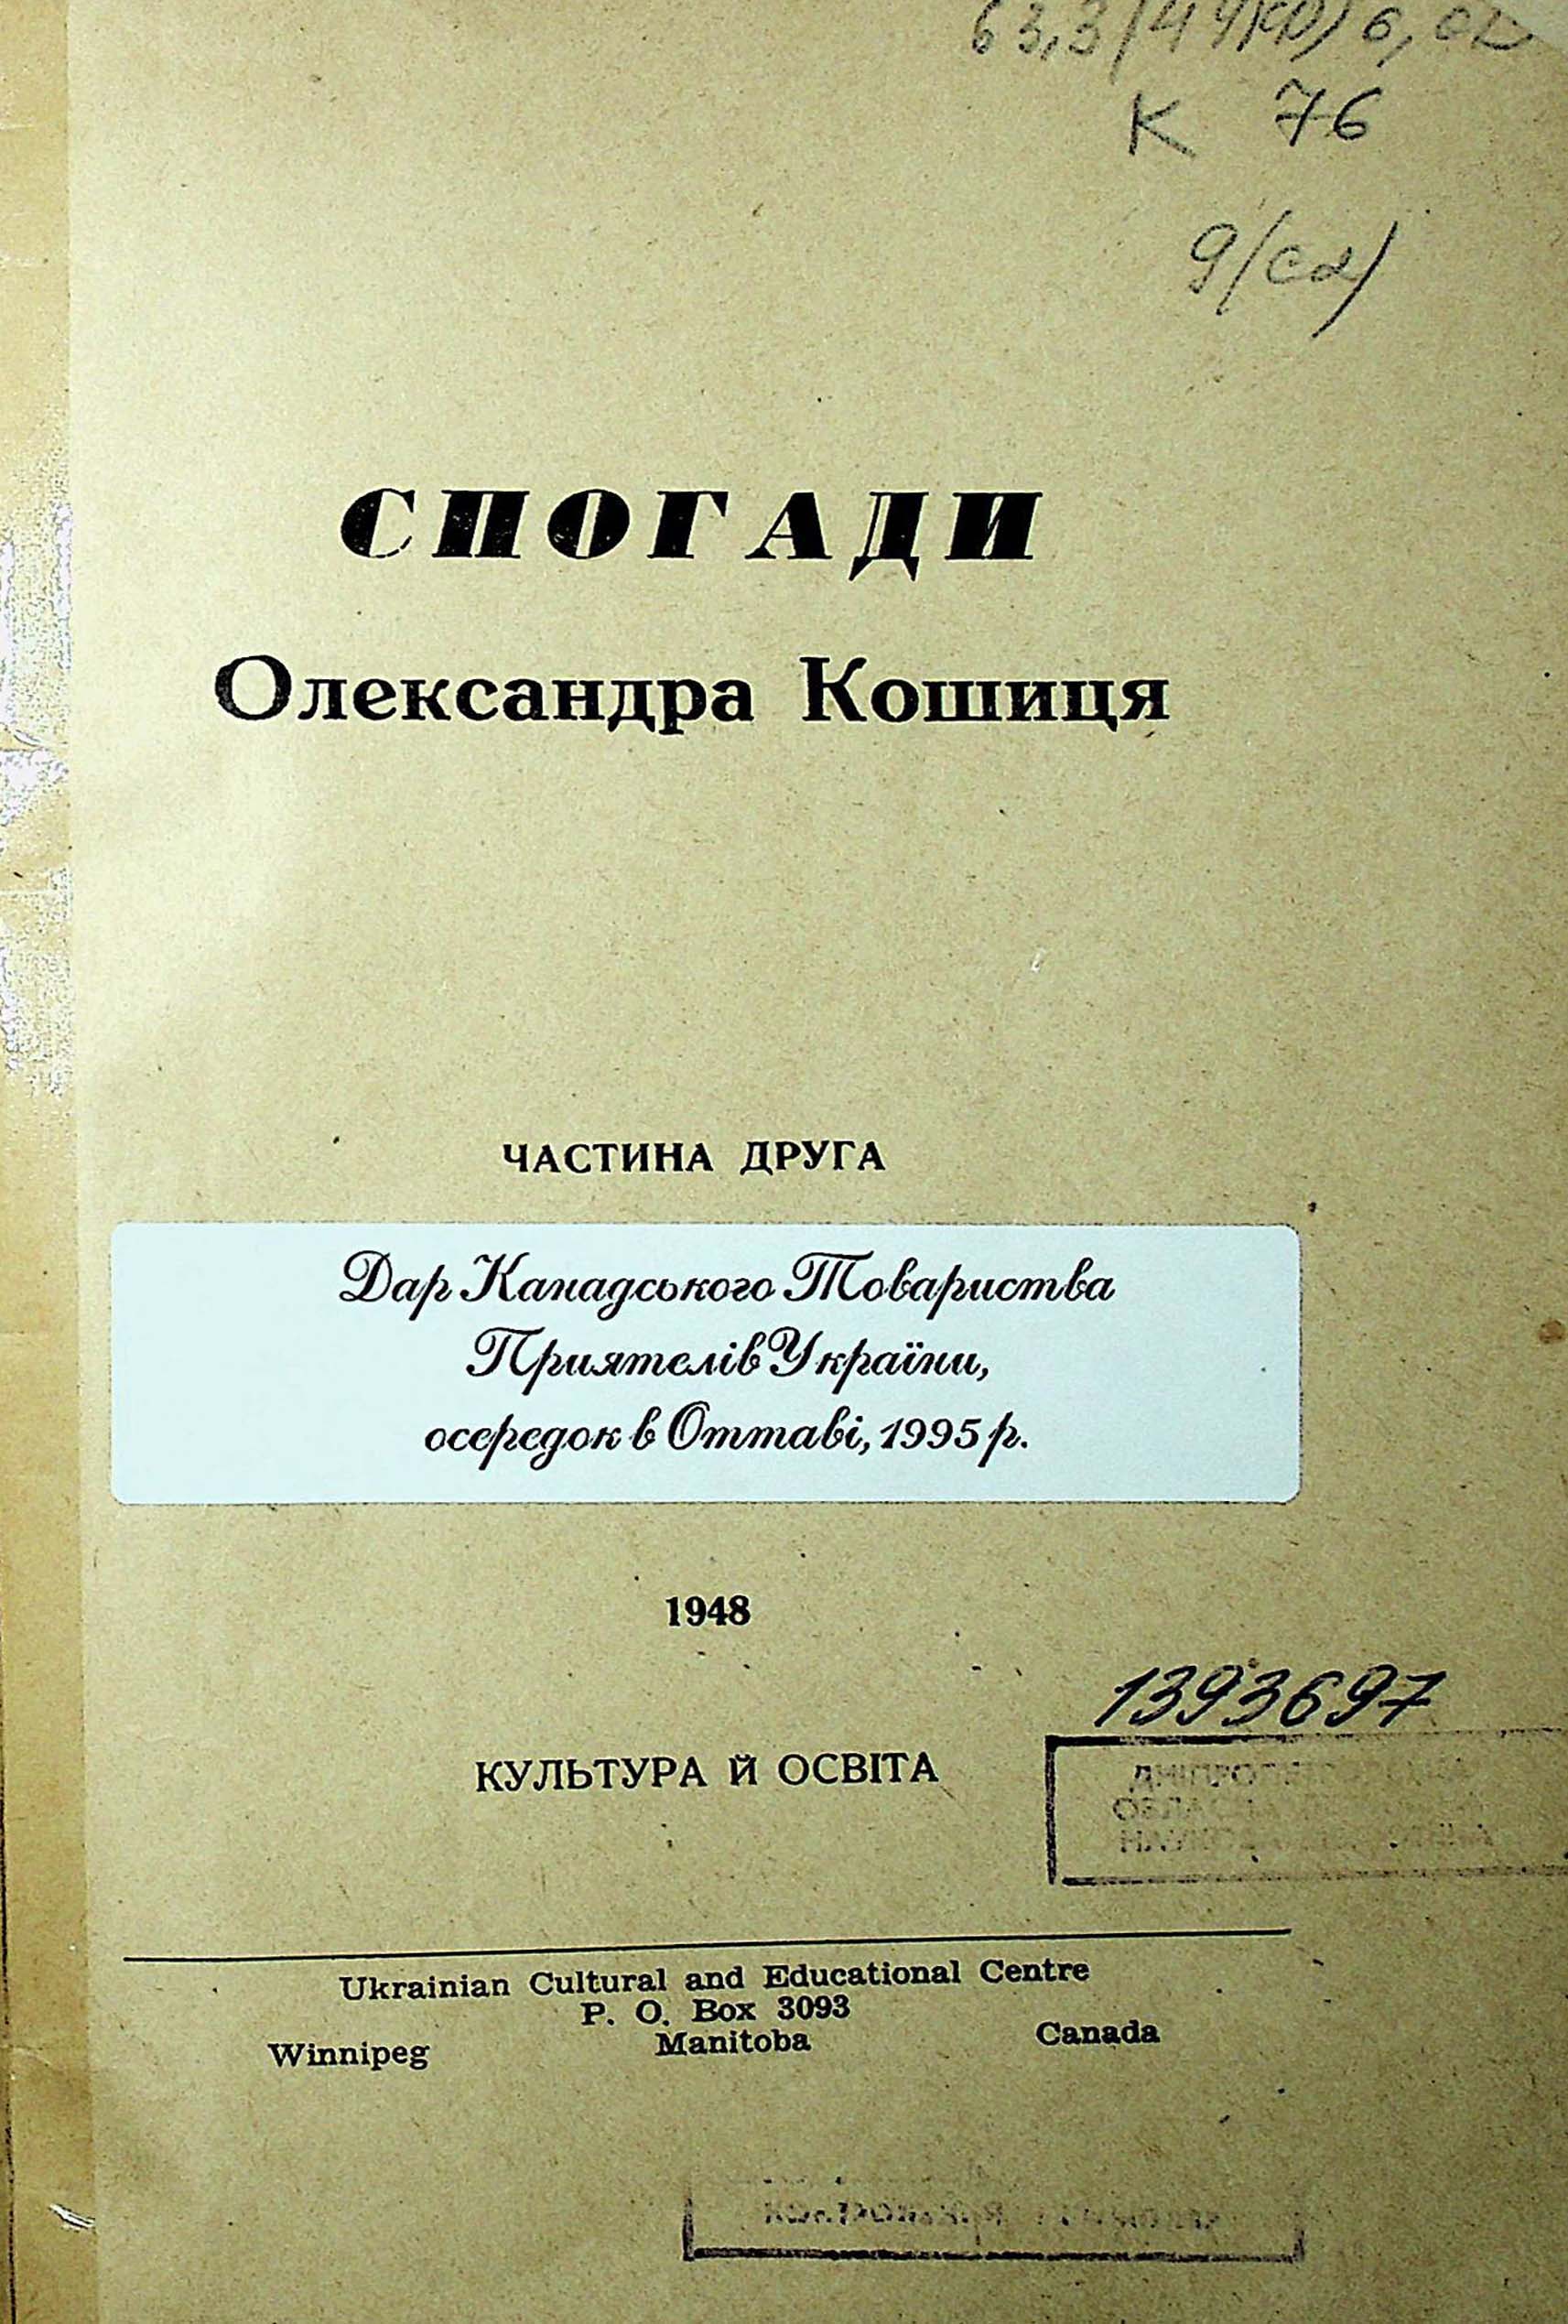 К 76
СПОГАДИ
Олександра Кошиця
ЧАСТИНА ДРУГА
Дар Канадського Товариства
Приятелів України,
осередок в Оттаві, 1995 р.
1948
1393697
КУЛЬТУРА Й ОСВІТА
Ukrainian Cultural and Educational Centre
P. O. Box 3093
Winnipeg Manitoba Canada